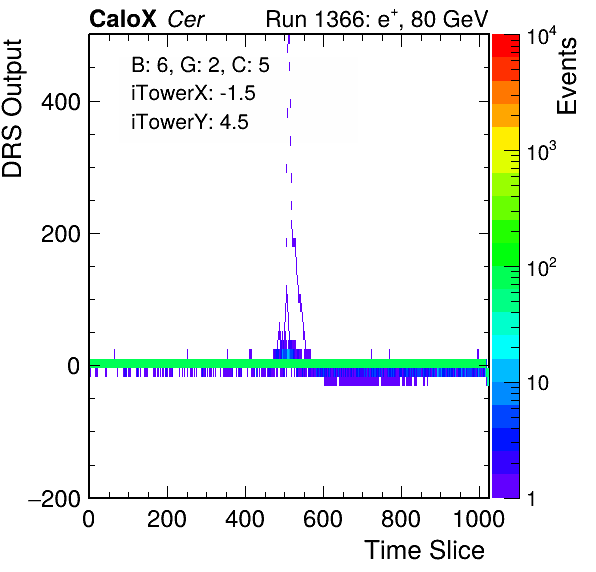 CaloX Cer
Run 1366: e+, 80 GeV
B: 6, G: 2, C: 5
iTowerX: -1.5
iTowerY: 4.5
DRS Output
400
200
0
−200
0 200 400 600 800 1000
Time Slice
Events
10^4
10^3
10^2
10
1